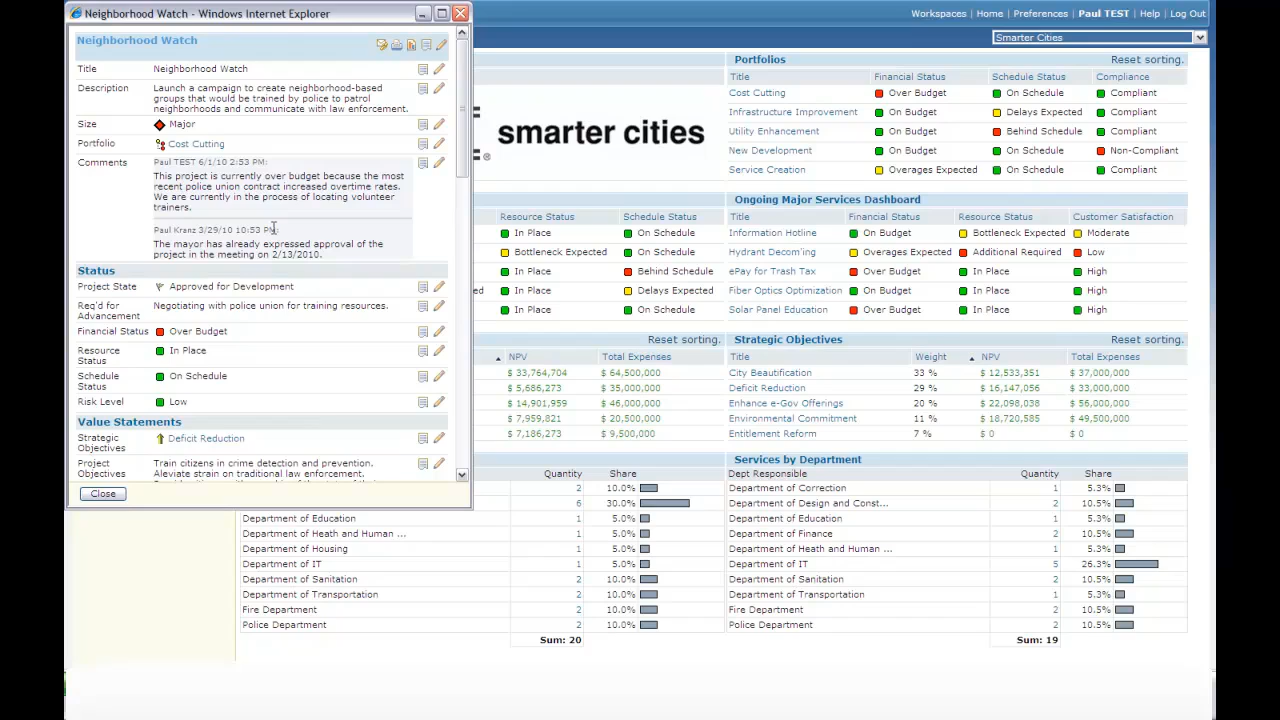 Neighborhood Watch - Windows Internet Explorer
Neighborhood Watch
Title Neighborhood Watch
Description Launch a campaign to create neighborhood-based
groups that would be trained by police to patrol
neighborhoods and communicate with law enforcement.
Size Major
Portfolio Cost Cutting
Comments Paul TEST 6/1/10 2:53 PM:
This project is currently over budget because the most
recent police union contract increased overtime rates.
We are currently in the process of locating volunteer
trainers.
Paul Kranz 3/29/10 10:53 PM:
The mayor has already expressed approval of the
project in the meeting on 2/13/2010.
Status
Project State Approved for Development
Req'd for Advancement Negotiating with police union for training resources.
Financial Status Over Budget
Resource Status In Place
Schedule Status On Schedule
Risk Level Low
Value Statements
Strategic Objectives Deficit Reduction
Project Objectives Train citizens in crime detection and prevention.
Aleviate strain on traditional law enforcement.
Close
Workspaces | Home | Preferences | Paul TEST | Help | Log Out
Smarter Cities
smarter cities
®
Portfolios Reset sorting.
Title Financial Status Schedule Status Compliance
Cost Cutting Over Budget On Schedule Compliant
Infrastructure Improvement On Budget Delays Expected Compliant
Utility Enhancement On Budget Behind Schedule Compliant
New Development On Budget On Schedule Non-Compliant
Service Creation Overages Expected On Schedule Compliant
Resource Status Schedule Status
In Place On Schedule
Bottleneck Expected On Schedule
In Place Behind Schedule
ed In Place Delays Expected
In Place On Schedule
Ongoing Major Services Dashboard
Title Financial Status Resource Status Customer Satisfaction
Information Hotline On Budget Bottleneck Expected Moderate
Hydrant Decom'ing Overages Expected Additional Required Low
ePay for Trash Tax Over Budget In Place High
Fiber Optics Optimization On Budget In Place High
Solar Panel Education Over Budget In Place High
Reset sorting.
NPV Total Expenses
$ 33,764,704 $ 64,500,000
$ 5,686,273 $ 35,000,000
$ 14,901,959 $ 46,000,000
$ 7,959,821 $ 20,500,000
$ 7,186,273 $ 9,500,000
Strategic Objectives Reset sorting.
Title Weight NPV Total Expenses
City Beautification 33 % $ 12,533,351 $ 37,000,000
Deficit Reduction 29 % $ 16,147,056 $ 33,000,000
Enhance e-Gov Offerings 20 % $ 22,098,038 $ 56,000,000
Environmental Commitment 11 % $ 18,720,585 $ 49,500,000
Entitlement Reform 7 % $ 0 $ 0
Quantity Share
2 10.0%
6 30.0%
Department of Education 1 5.0%
Department of Heath and Human ... 1 5.0%
Department of Housing 1 5.0%
Department of IT 1 5.0%
Department of Sanitation 2 10.0%
Department of Transportation 2 10.0%
Fire Department 2 10.0%
Police Department 2 10.0%
Sum: 20
Services by Department
Dept Responsible Quantity Share
Department of Correction 1 5.3%
Department of Design and Const... 2 10.5%
Department of Education 1 5.3%
Department of Finance 2 10.5%
Department of Heath and Human ... 1 5.3%
Department of IT 5 26.3%
Department of Sanitation 2 10.5%
Department of Transportation 1 5.3%
Fire Department 2 10.5%
Police Department 2 10.5%
Sum: 19